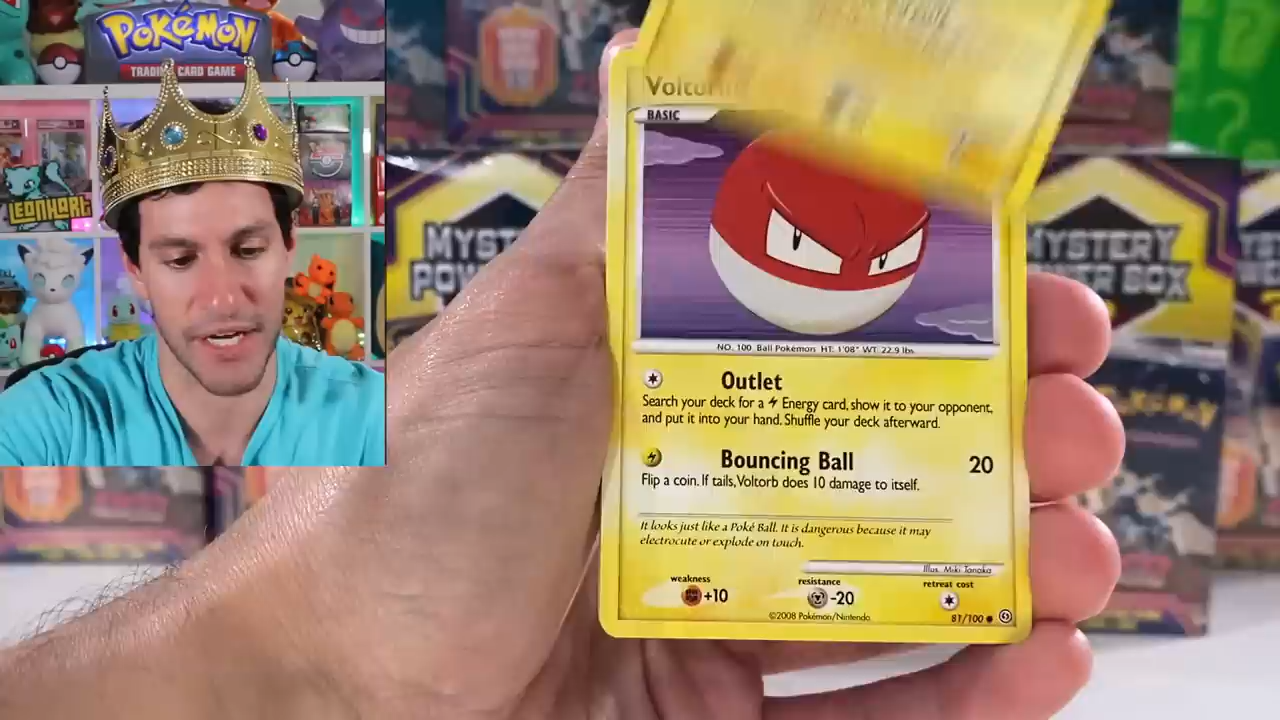 POKéMON
TRADING CARD GAME
LEONHART
MYST
POW
MYSTERY
POWER BOX
Voltorb
BASIC
NO. 100 Ball Pokémon HT: 1'08" WT: 22.9 lbs.
Outlet
Search your deck for a Energy card, show it to your opponent,
and put it into your hand. Shuffle your deck afterward.
Bouncing Ball 20
Flip a coin. If tails, Voltorb does 10 damage to itself.
It looks just like a Poké Ball. It is dangerous because it may
electrocute or explode on touch.
Illus. Miki Tanaka
weakness resistance retreat cost
+10 -20
©2008 Pokémon/Nintendo
81/100